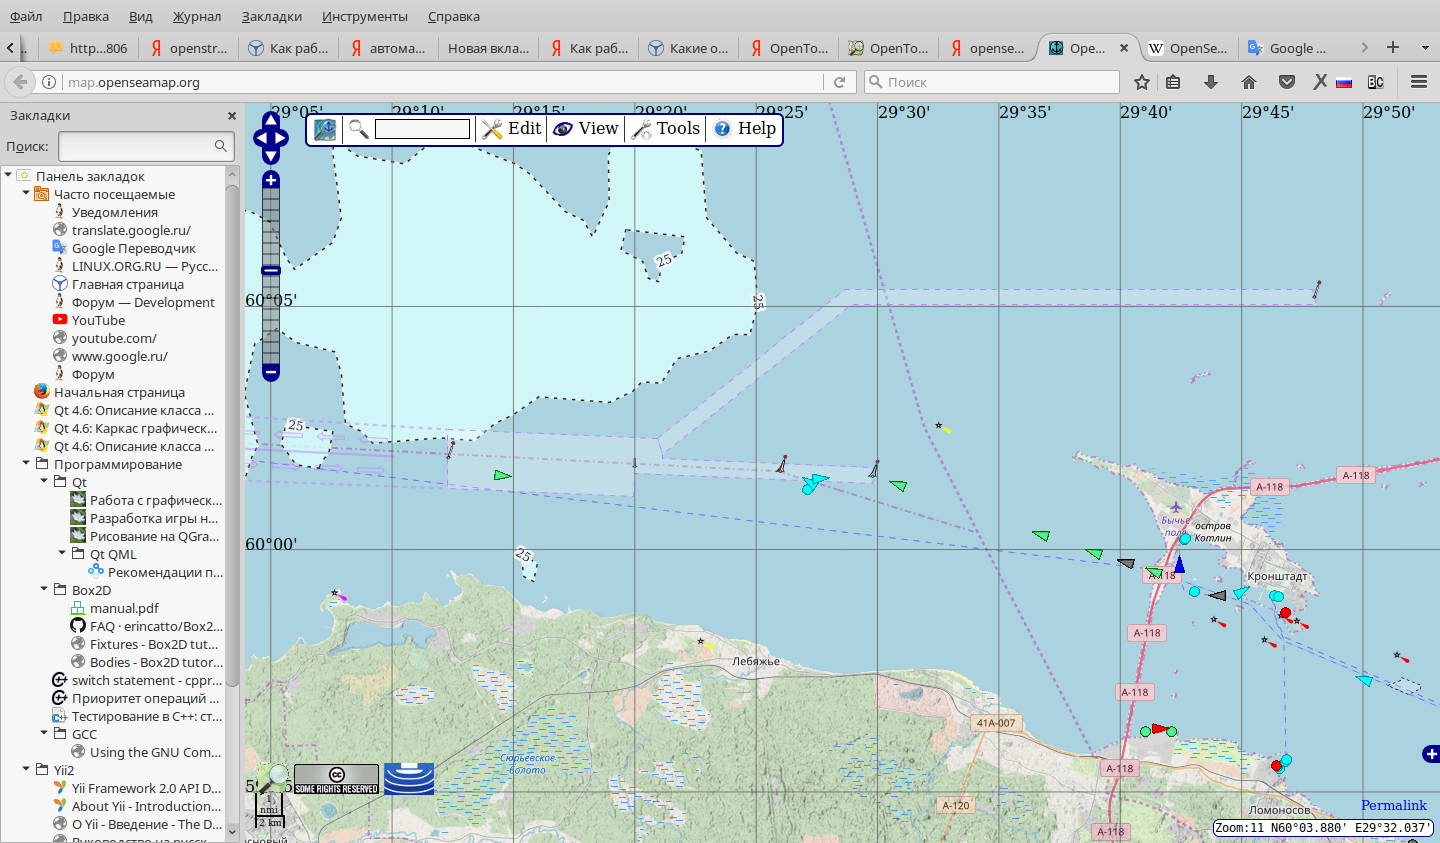 Файл Правка Вид Журнал Закладки Инструменты Справка
.. http...806 openstr... Как раб... автома... Новая вкла... Как раб... Какие о... OpenTo... OpenTo... opense... Ope... OpenSe... Google ...
map.openseamap.org Поиск
Закладки
Поиск:
Панель закладок
Часто посещаемые
Уведомления
translate.google.ru/
Google Переводчик
LINUX.ORG.RU — Русс...
Главная страница
Форум — Development
YouTube
youtube.com/
www.google.ru/
Форум
Начальная страница
Qt 4.6: Описание класса ...
Qt 4.6: Каркас графическ...
Qt 4.6: Описание класса ...
Программирование
Qt
Работа с графическ...
Разработка игры н...
Рисование на QGra...
Qt QML
Рекомендации п...
Box2D
manual.pdf
FAQ · erincatto/Box2...
Fixtures - Box2D tut...
Bodies - Box2D tutor...
switch statement - cppr...
Приоритет операций ...
Тестирование в C++: ст...
GCC
Using the GNU Com...
Yii2
Yii Framework 2.0 API D...
About Yii - Introduction...
О Yii - Введение - The D...
29°05' 29°10' 29°15' 29°20' 29°25' 29°30' 29°35' 29°40' 29°45' 29°50'
Edit View Tools Help
25
25
60°05'
25
A-118
A-118
Бычье поле
остров Котлин
60°00'
25
A-118
Кронштадт
A-118
Лебяжье
A-118
41A-007
Сюрьевское болото
A-118
SOME RIGHTS RESERVED
1 nmi
2 km
A-120
Ломоносов
Permalink
A-118
Zoom:11 N60°03.880' E29°32.037'